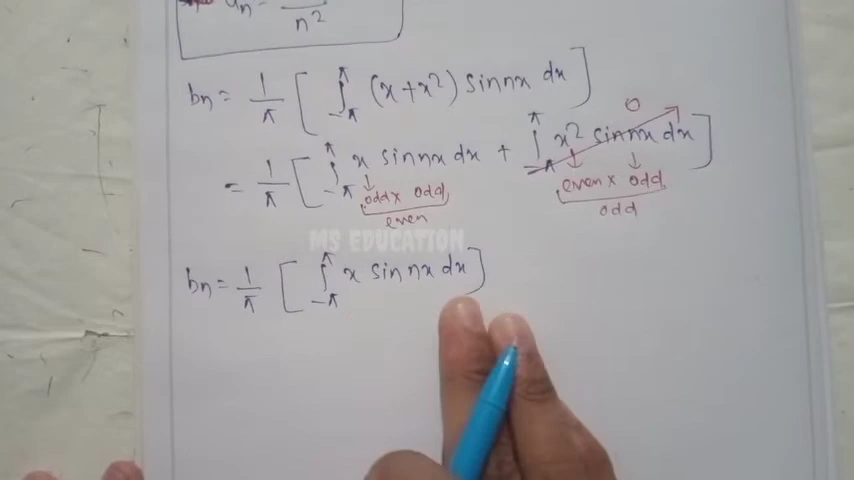 an = n²
bn = 1/π [ ∫_{-π}^{π} (x+x²) sin nx dx ]
= 1/π [ ∫_{-π}^{π} x sin nx dx + ∫_{-π}^{π} x² sin nx dx ] 0
odd x odd even x odd
even odd
MS EDUCATION
bn = 1/π [ ∫_{-π}^{π} x sin nx dx ]